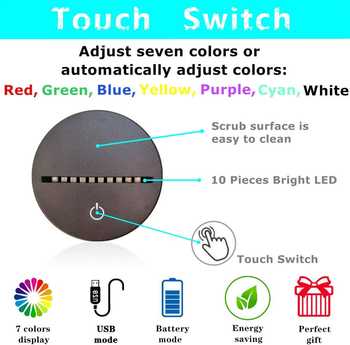 Touch Switch
Adjust seven colors or
automatically adjust colors:
Red, Green, Blue, Yellow, Purple, Cyan, White
Scrub surface is
easy to clean
10 Pieces Bright LED
Touch Switch
7 colors
display
USB
mode
Battery
mode
Energy
saving
Perfect
gift